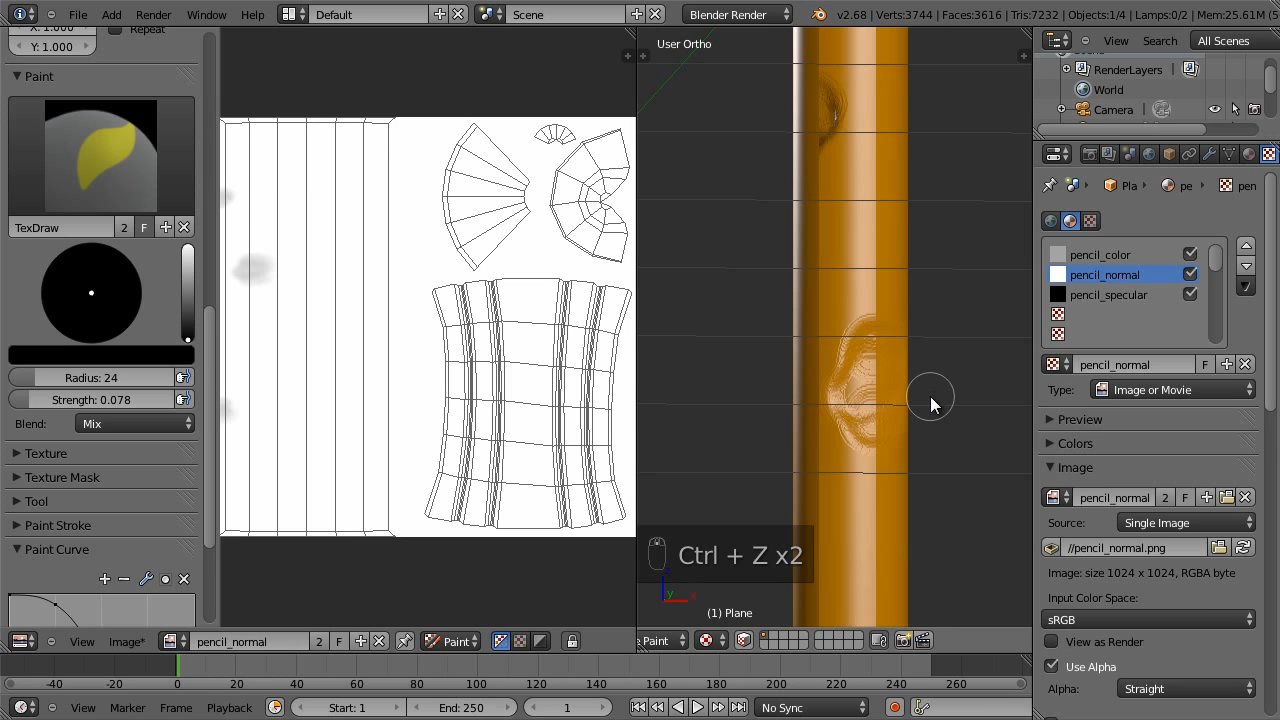 File Add Render Window Help Default Scene Blender Render v2.68 | Verts:3744 | Faces:3616 | Tris:7232 | Objects:1/4 | Lamps:0/2 | Mem:25.61M (5
X: 1.000 Repeat
Y: 1.000
Paint
TexDraw 2 F
Radius: 24
Strength: 0.078
Blend: Mix
Texture
Texture Mask
Tool
Paint Stroke
Paint Curve
View Image* pencil_normal 2 F Paint
User Ortho
Ctrl + Z x2
z
y x
(1) Plane
Paint
View Search All Scenes
RenderLayers
World
Camera
Pla pe pen
pencil_color
pencil_normal
pencil_specular
pencil_normal F
Type: Image or Movie
Preview
Colors
Image
pencil_normal 2 F
Source: Single Image
//pencil_normal.png
Image: size 1024 x 1024, RGBA byte
Input Color Space:
sRGB
View as Render
Use Alpha
Alpha: Straight
-40 -20 0 20 40 60 80 100 120 140 160 180 200 220 240 260
View Marker Frame Playback Start: 1 End: 250 1 No Sync